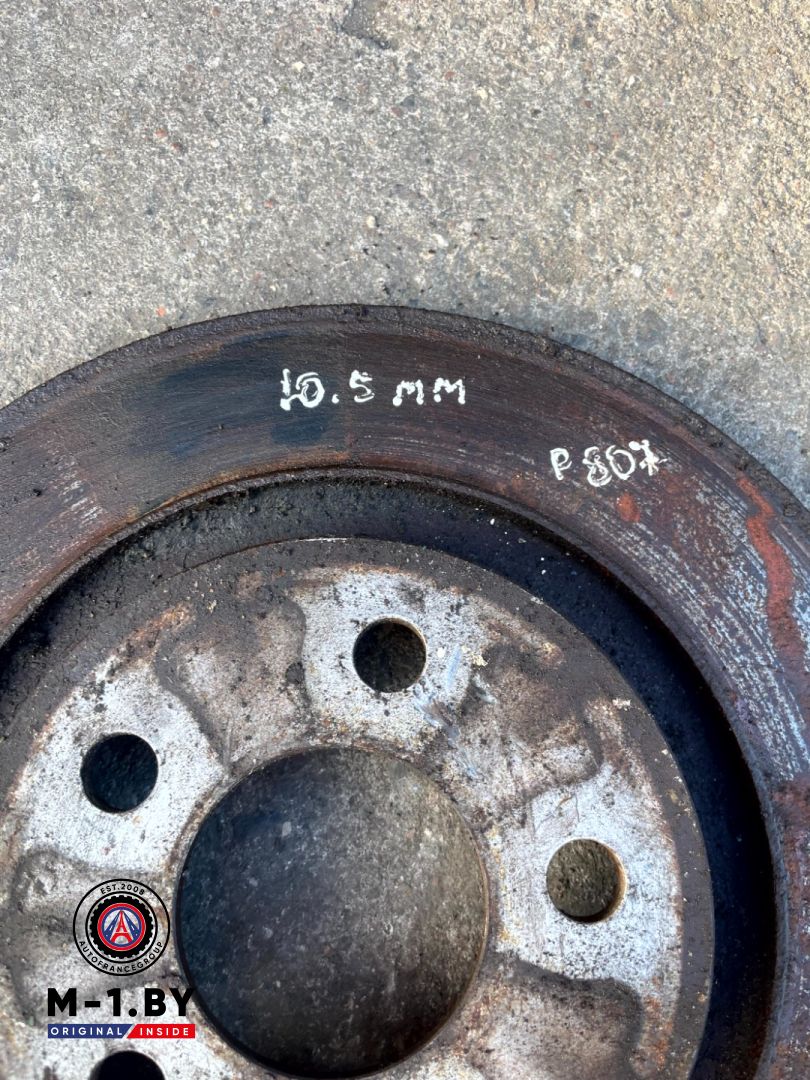 10.5 MM
P 807
EST.2008
AUTOFRANCEGROUP
M-1.BY
ORIGINAL INSIDE